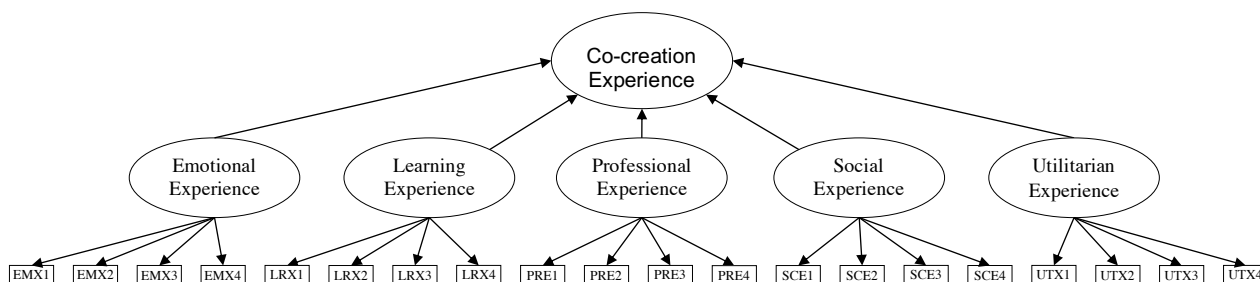 Co-creation
Experience
Emotional
Experience
Learning
Experience
Professional
Experience
Social
Experience
Utilitarian
Experience
EMX1 EMX2 EMX3 EMX4 LRX1 LRX2 LRX3 LRX4 PRE1 PRE2 PRE3 PRE4 SCE1 SCE2 SCE3 SCE4 UTX1 UTX2 UTX3 UTX4